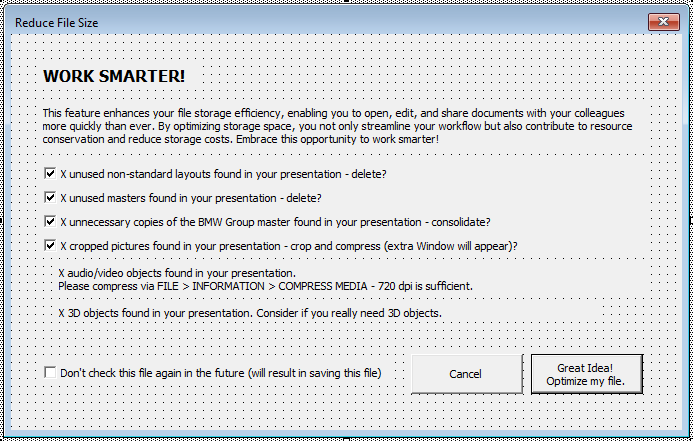 Reduce File Size
WORK SMARTER!
This feature enhances your file storage efficiency, enabling you to open, edit, and share documents with your colleagues
more quickly than ever. By optimizing storage space, you not only streamline your workflow but also contribute to resource
conservation and reduce storage costs. Embrace this opportunity to work smarter!
X unused non-standard layouts found in your presentation - delete?
X unused masters found in your presentation - delete?
X unnecessary copies of the BMW Group master found in your presentation - consolidate?
X cropped pictures found in your presentation - crop and compress (extra Window will appear)?
X audio/video objects found in your presentation.
Please compress via FILE > INFORMATION > COMPRESS MEDIA - 720 dpi is sufficient.
X 3D objects found in your presentation. Consider if you really need 3D objects.
Don't check this file again in the future (will result in saving this file)
Cancel
Great Idea!
Optimize my file.